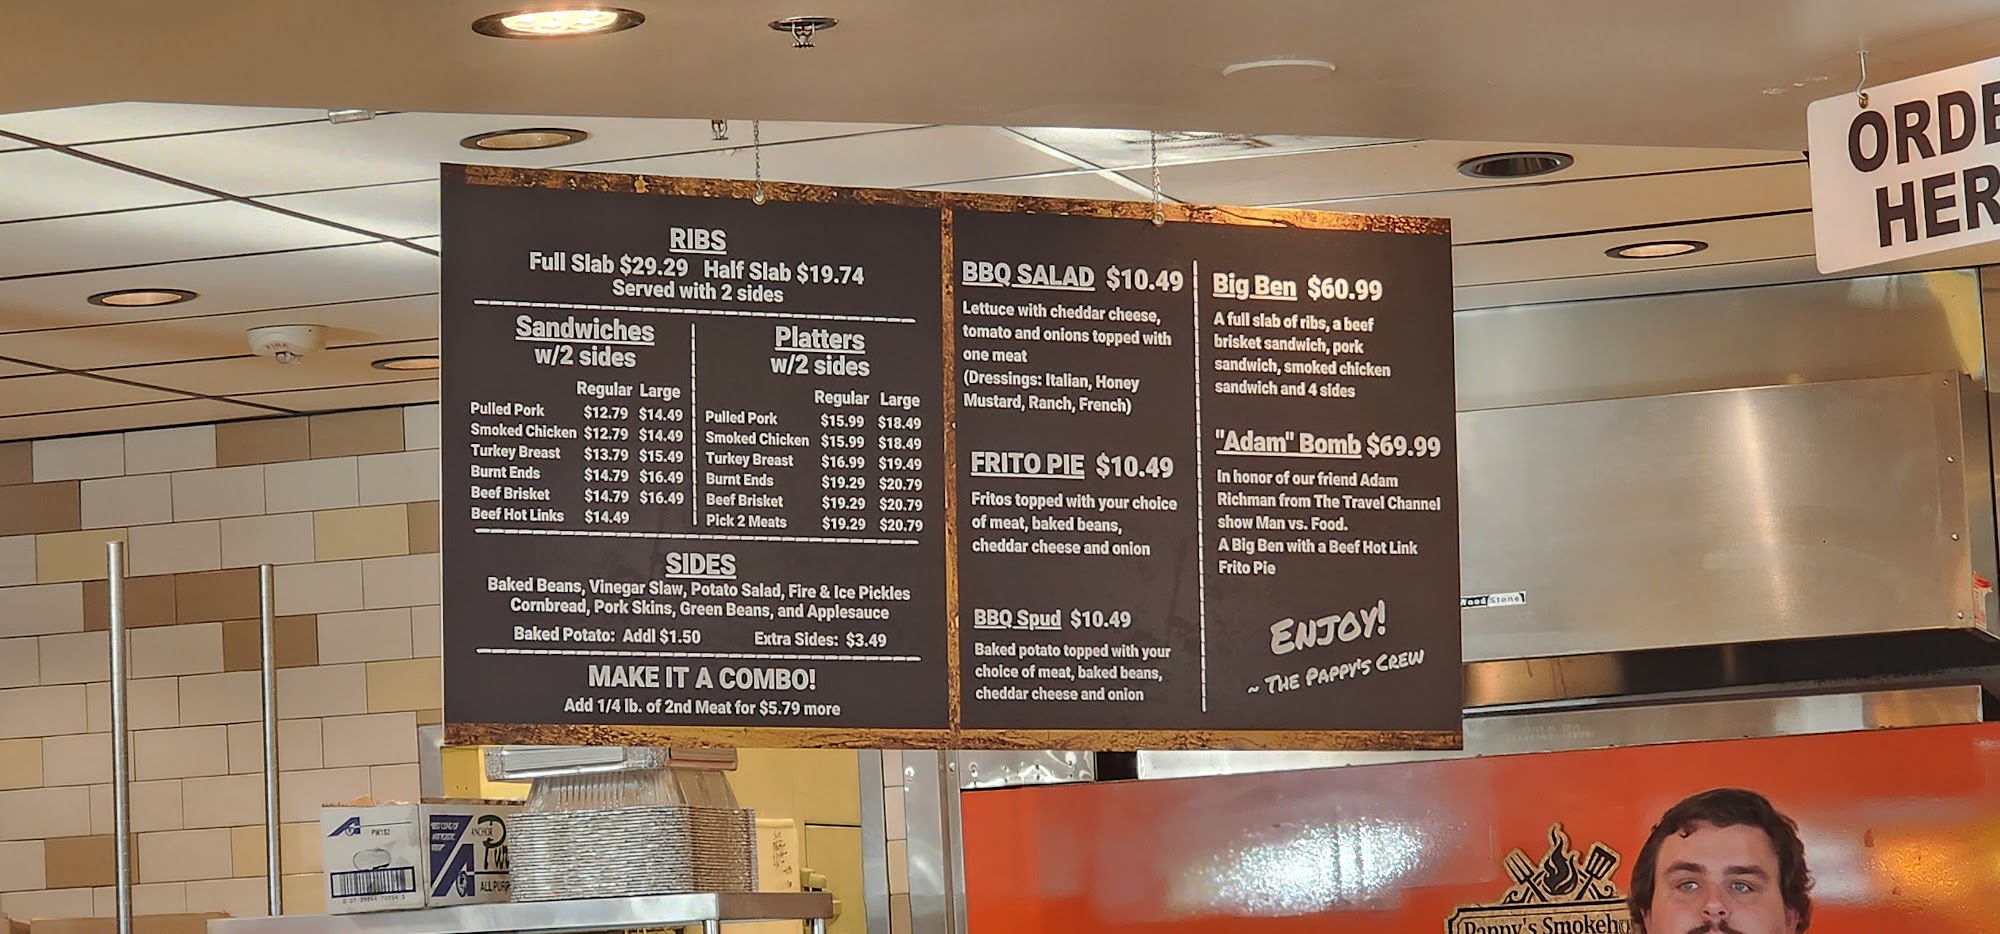 ORDE
HER
RIBS
Full Slab $29.29 Half Slab $19.74
Served with 2 sides
Sandwiches
w/2 sides
Regular Large
Pulled Pork $12.79 $14.49
Smoked Chicken $12.79 $14.49
Turkey Breast $13.79 $15.49
Burnt Ends $14.79 $16.49
Beef Brisket $14.79 $16.49
Beef Hot Links $14.49
Platters
w/2 sides
Regular Large
Pulled Pork $15.99 $18.49
Smoked Chicken $15.99 $18.49
Turkey Breast $16.99 $19.49
Burnt Ends $19.29 $20.79
Beef Brisket $19.29 $20.79
Pick 2 Meats $19.29 $20.79
SIDES
Baked Beans, Vinegar Slaw, Potato Salad, Fire & Ice Pickles
Cornbread, Pork Skins, Green Beans, and Applesauce
Baked Potato: Addl $1.50 Extra Sides: $3.49
MAKE IT A COMBO!
Add 1/4 lb. of 2nd Meat for $5.79 more
BBQ SALAD $10.49
Lettuce with cheddar cheese,
tomato and onions topped with
one meat
(Dressings: Italian, Honey
Mustard, Ranch, French)
FRITO PIE $10.49
Fritos topped with your choice
of meat, baked beans,
cheddar cheese and onion
BBQ Spud $10.49
Baked potato topped with your
choice of meat, baked beans,
cheddar cheese and onion
Big Ben $60.99
A full slab of ribs, a beef
brisket sandwich, pork
sandwich, smoked chicken
sandwich and 4 sides
"Adam" Bomb $69.99
In honor of our friend Adam
Richman from The Travel Channel
show Man vs. Food.
A Big Ben with a Beef Hot Link
Frito Pie
ENJOY!
~ THE PAPPY'S CREW
Wood Stone
PW182
ANCHOR
Pur
ALL PURP
Pappy's Smokeho